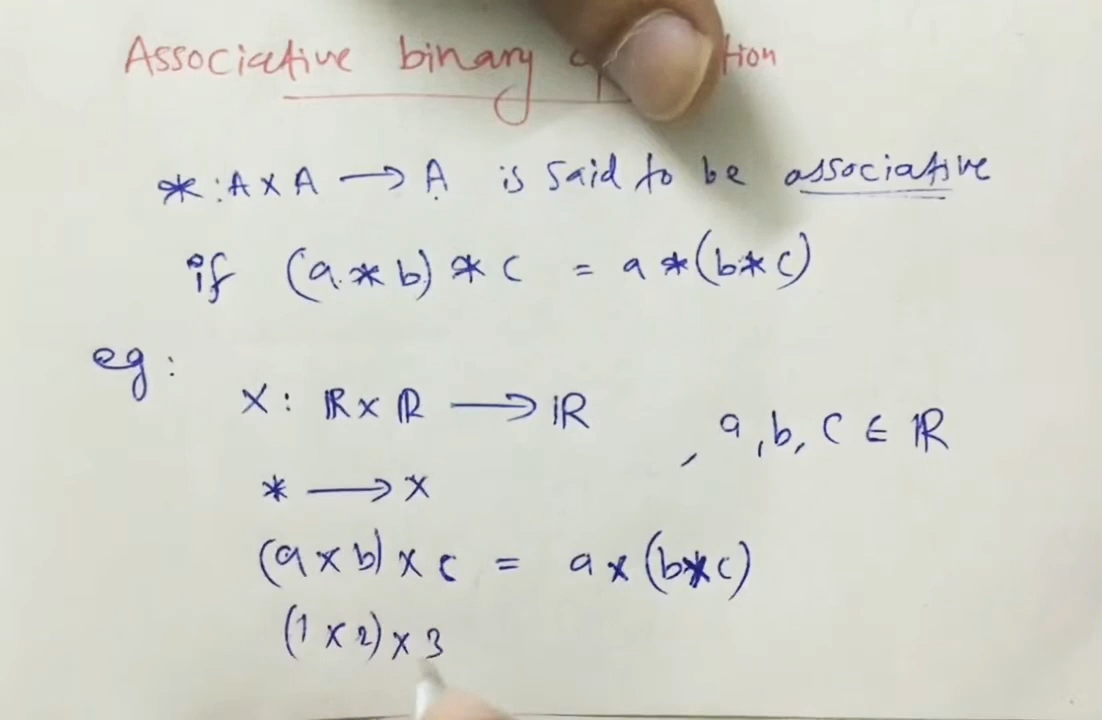 Associative binary
*: A × A → A is said to be associative
if (a * b) * c = a * (b * c)
eg:
×: ℝ × ℝ → ℝ
, a, b, c ∈ ℝ
* → ×
(a × b) × c = a × (b * c)
(1 × 2) × 3